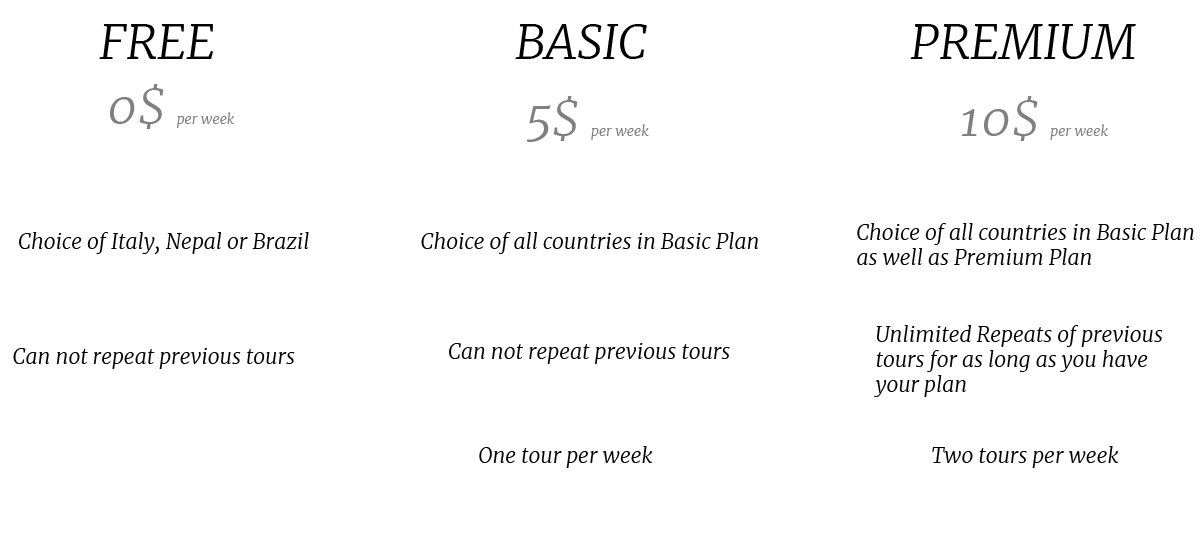 FREE
0$ per week
Choice of Italy, Nepal or Brazil
Can not repeat previous tours
BASIC
5$ per week
Choice of all countries in Basic Plan
Can not repeat previous tours
One tour per week
PREMIUM
10$ per week
Choice of all countries in Basic Plan
as well as Premium Plan
Unlimited Repeats of previous
tours for as long as you have
your plan
Two tours per week